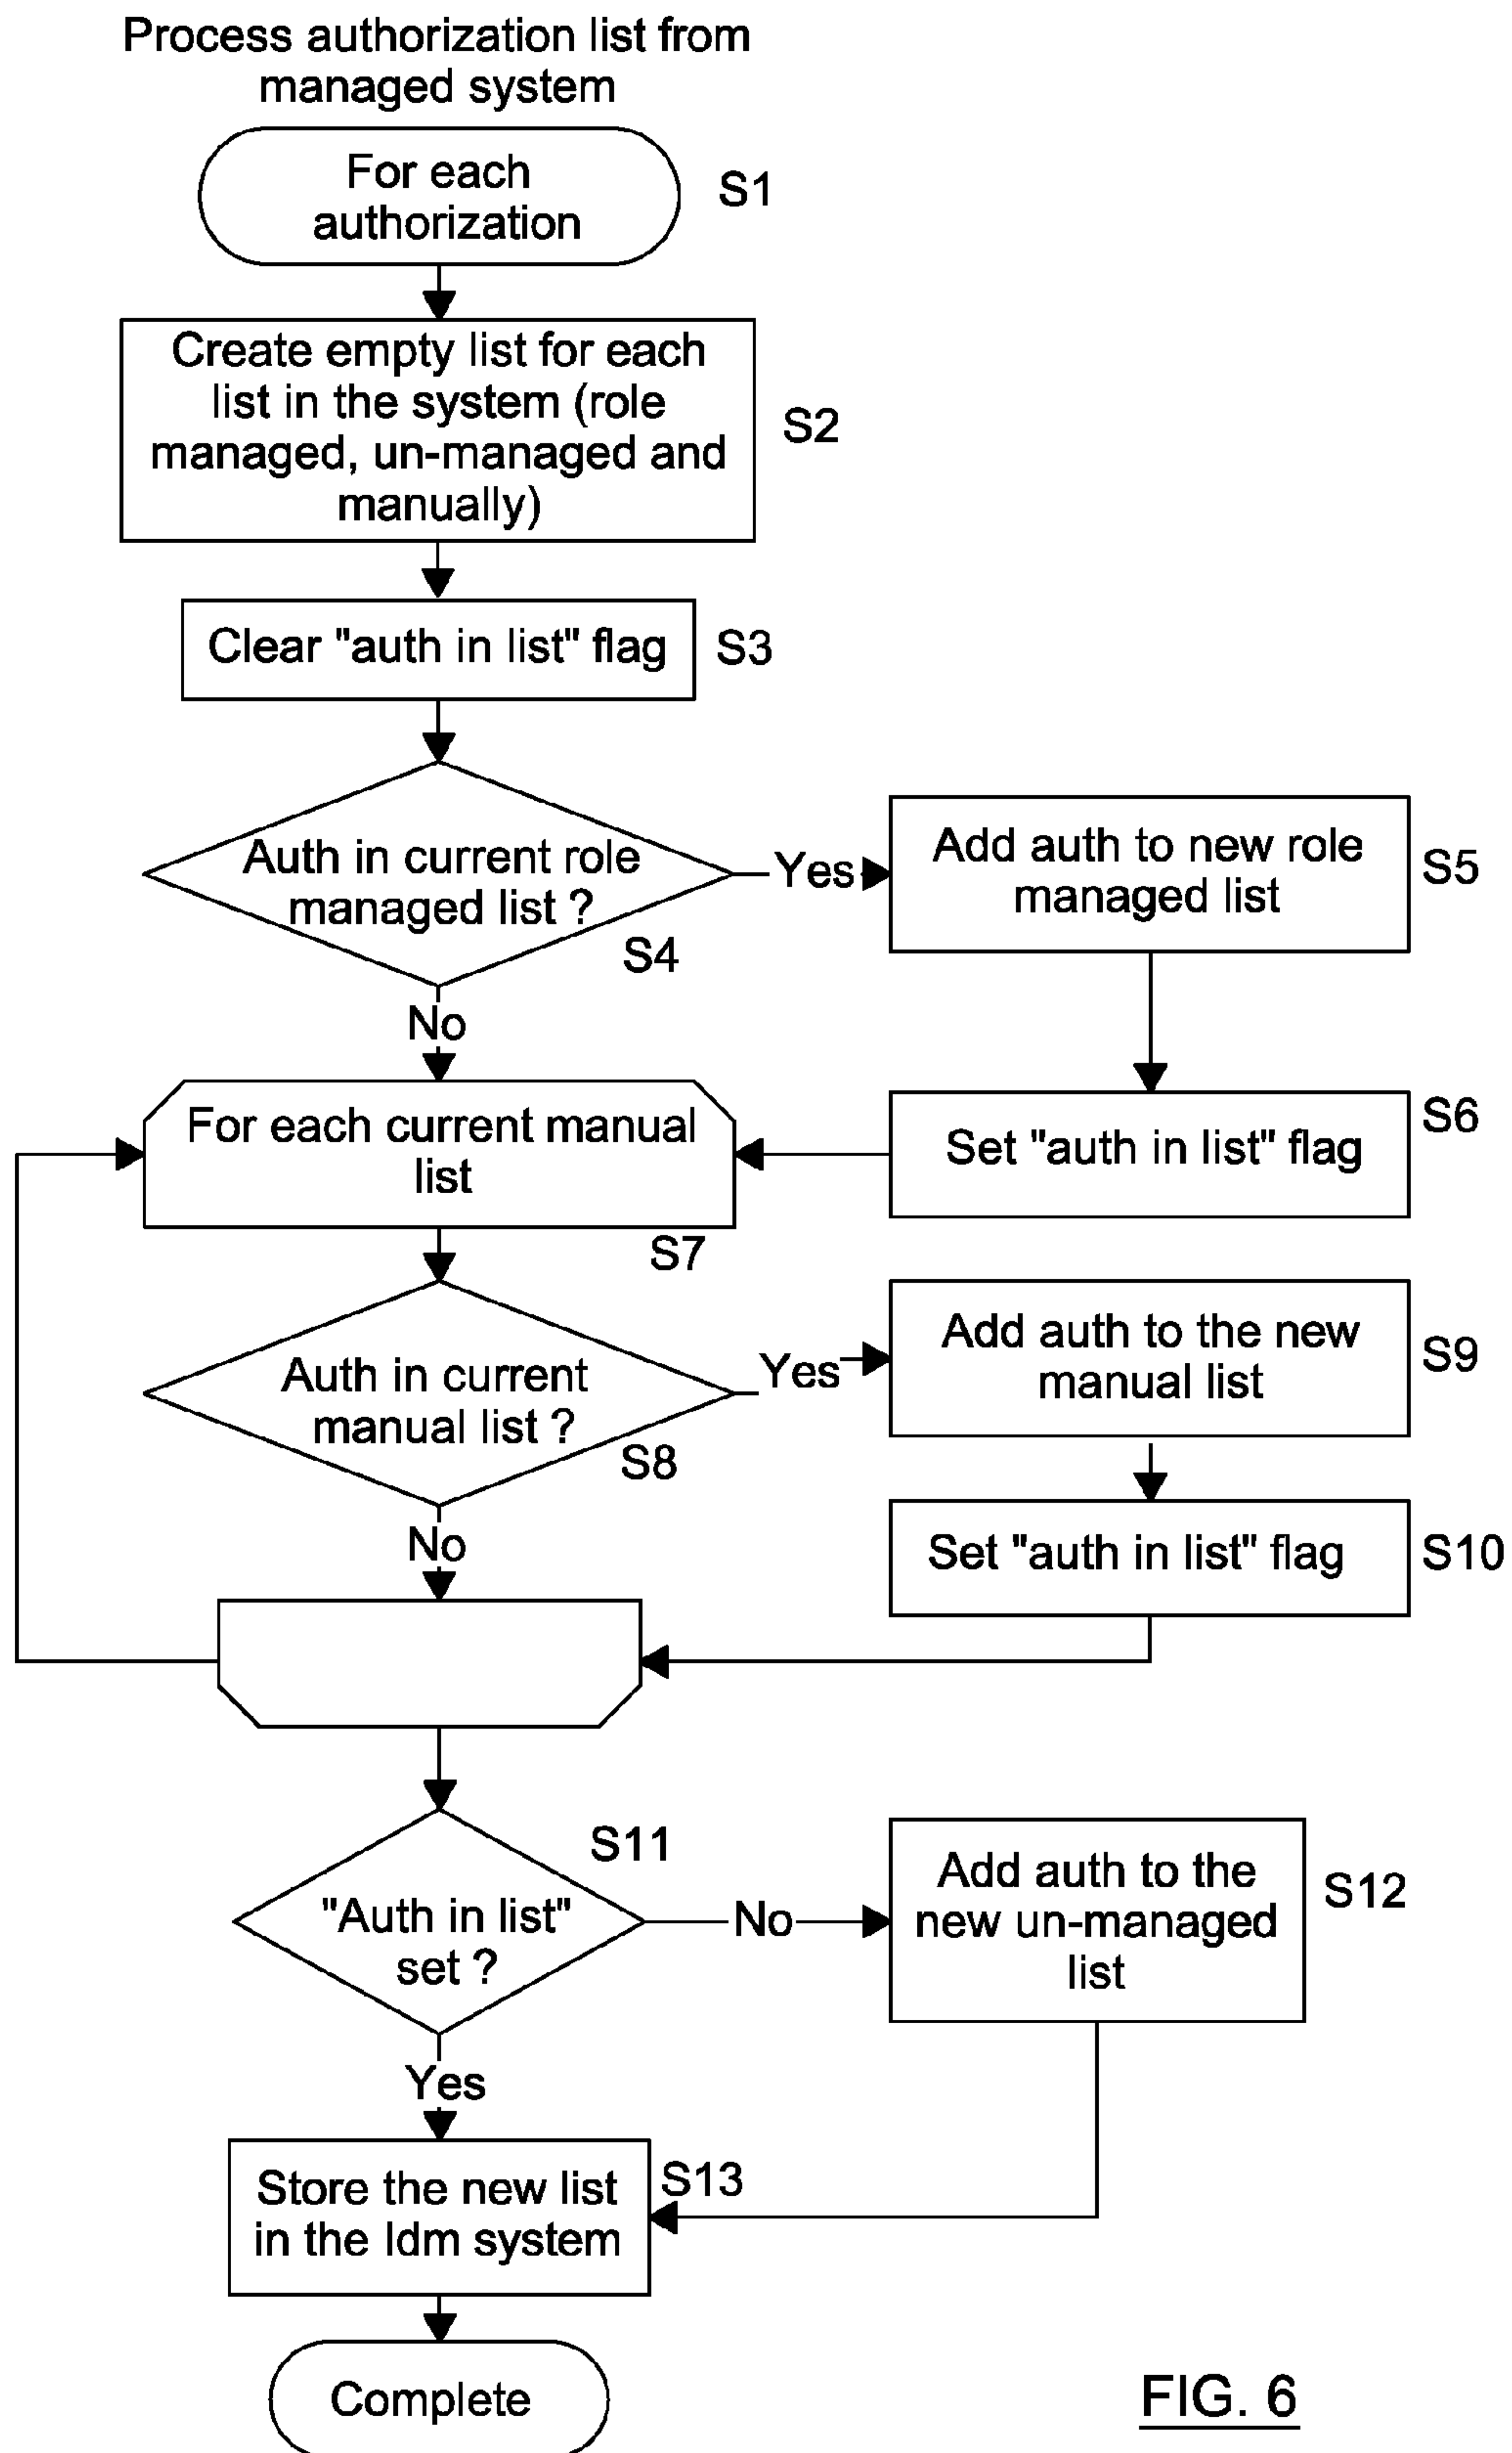 Process authorization list from
managed system
For each
authorization
S1
Create empty list for each
list in the system (role
managed, un-managed and
manually)
S2
Clear "auth in list" flag
S3
Auth in current role
managed list ?
S4
Yes
Add auth to new role
managed list
S5
No
For each current manual
list
S7
Set "auth in list" flag
S6
Auth in current
manual list ?
S8
Yes
Add auth to the new
manual list
S9
No
Set "auth in list" flag
S10
S11
"Auth in list"
set ?
No
Add auth to the
new un-managed
list
S12
Yes
Store the new list
in the Idm system
S13
Complete
FIG. 6